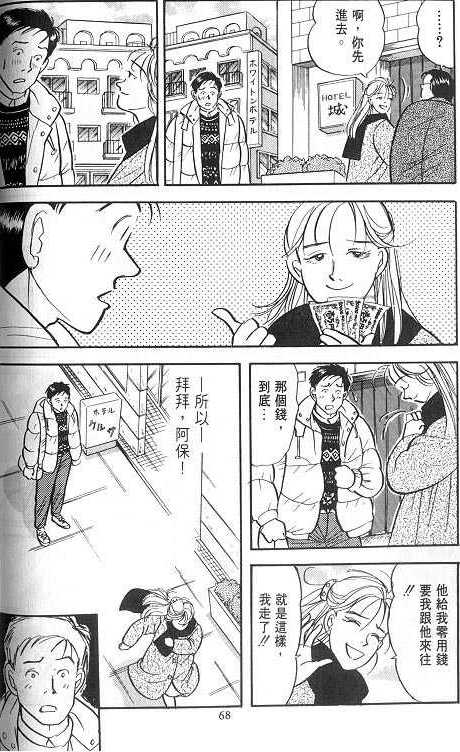 ……？
啊，你先
進去。
HOTEL
城
ホワイトンホテル
那個錢，
到底…
他給我零用錢
要我跟他來往
!!
就是這樣，
我走了!!
—所以—
拜拜，阿保！
ホテル
68